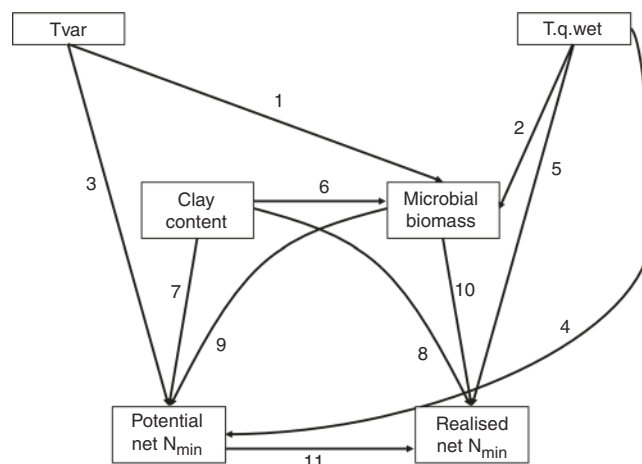 Tvar
T.q.wet
1
2
3
5
Clay
content
6
Microbial
biomass
7
10
9
8
4
Potential
net Nmin
Realised
net Nmin
11